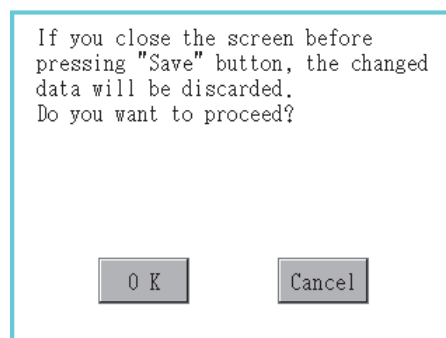 If you close the screen before
pressing "Save" button, the changed
data will be discarded.
Do you want to proceed?
O K
Cancel